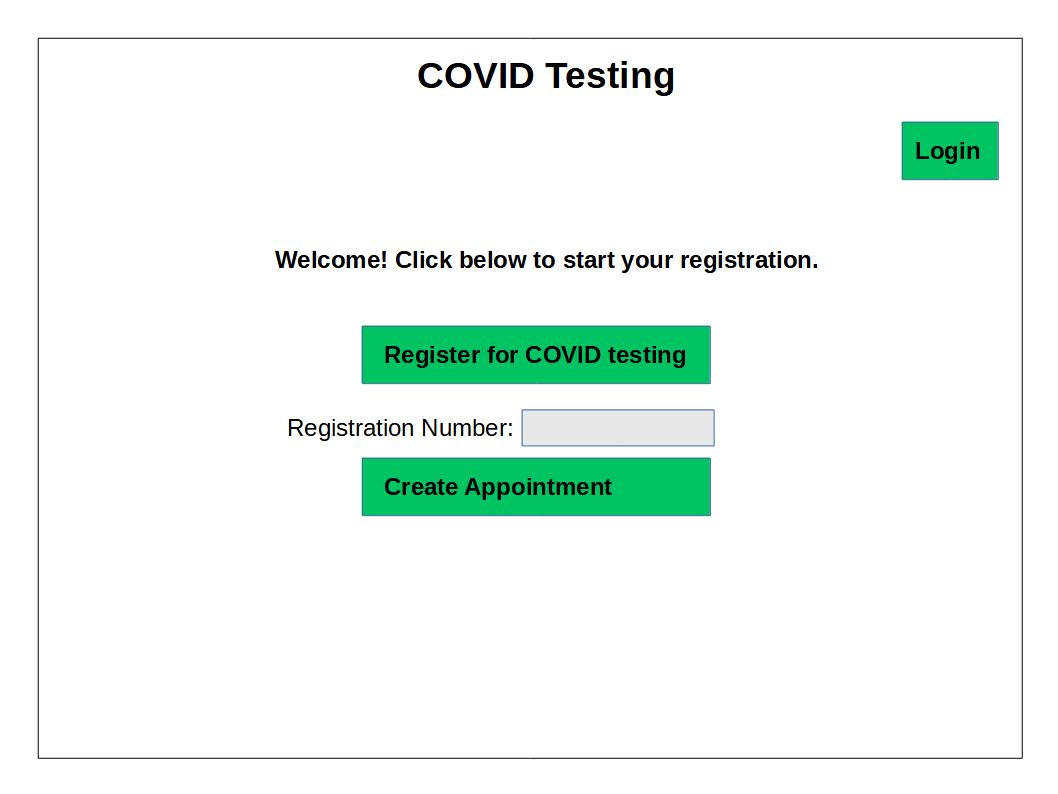 COVID Testing
Login
Welcome! Click below to start your registration.
Register for COVID testing
Registration Number:
Create Appointment